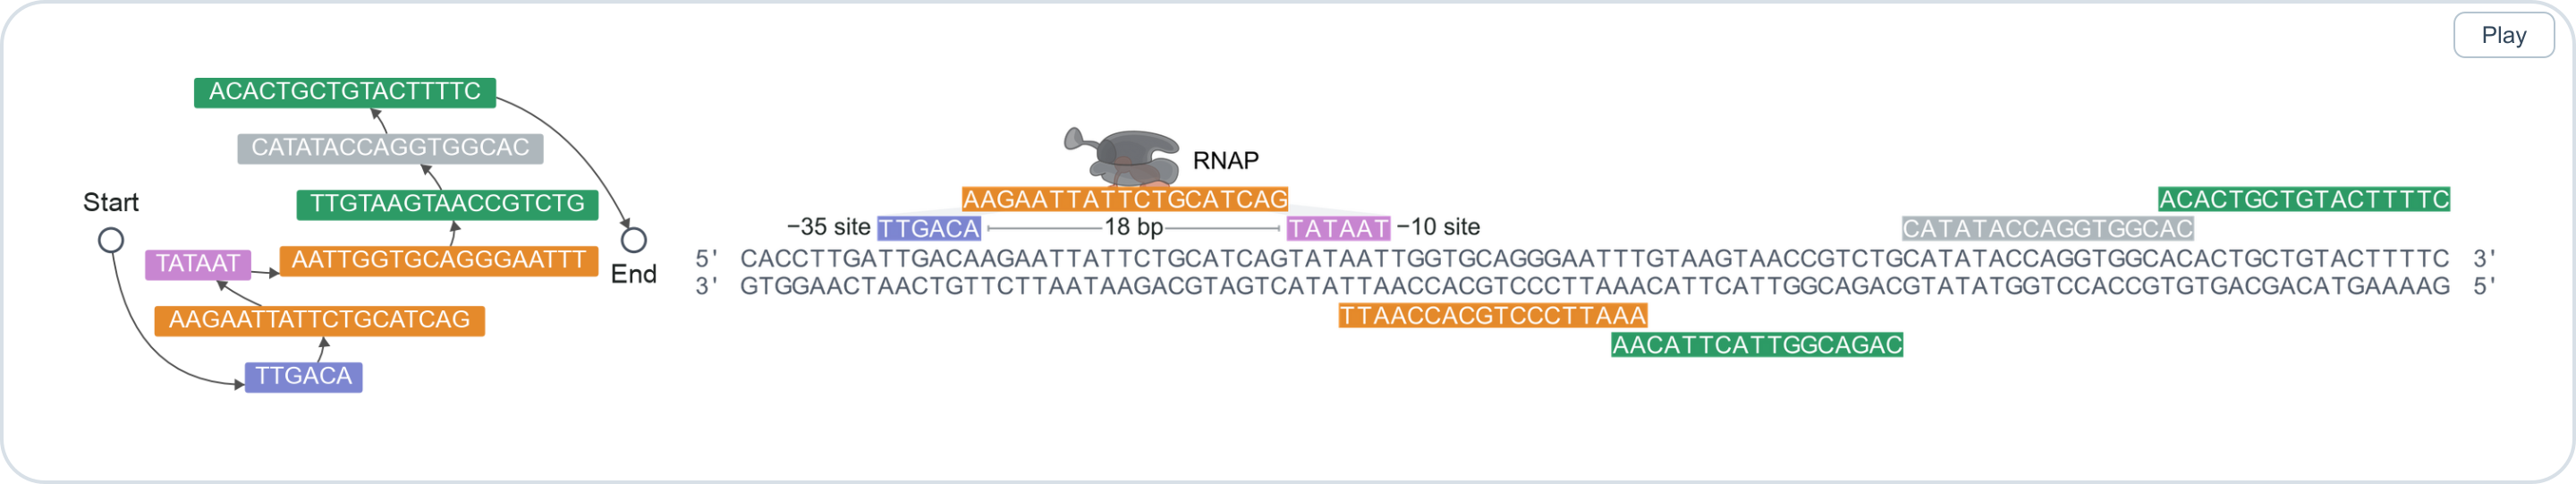 Play
ACACTGCTGTACTTTTC
CATATACCAGGTGGCAC
Start
TTGTAAGTAACCGTCTG
TATAAT
AATTGGTGCAGGGAATTT
End
AAGAATTATTCTGCATCAG
TTGACA
RNAP
AAGAATTATTCTGCATCAG
ACACTGCTGTACTTTTC
−35 site TTGACA 18 bp TATAAT −10 site
CATATACCAGGTGGCAC
5' CACCTTGATTGACAAGAATTATTCTGCATCAGTATAATTGGTGCAGGGAATTTGTAAGTAACCGTCTGCATATACCAGGTGGCACACTGCTGTACTTTTC 3'
3' GTGGAACTAACTGTTCTTAATAAGACGTAGTCATATTAACCACGTCCCTTAAACATTCATTGGCAGACGTATATGGTCCACCGTGTGACGACATGAAAAG 5'
TTAACCACGTCCCTTAAA
AACATTCATTGGCAGAC